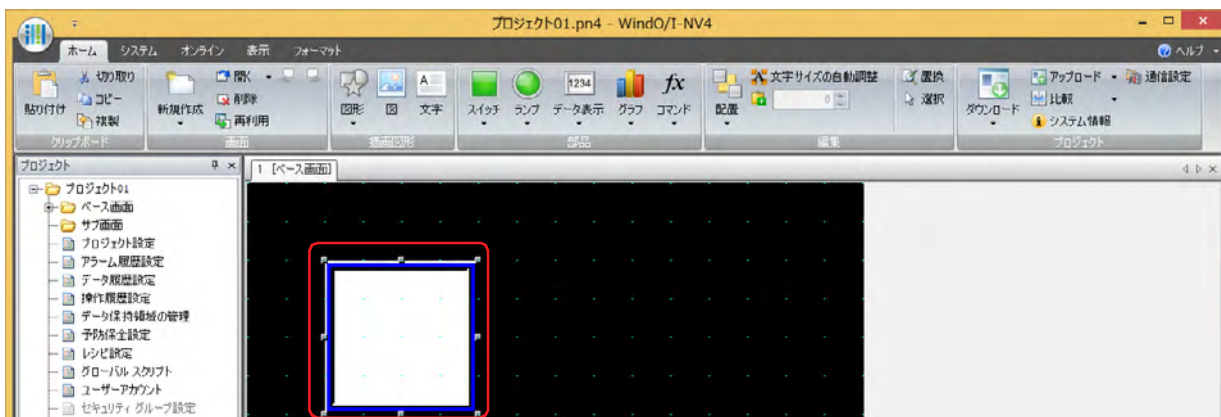 プロジェクト01.pn4 - WindO/I-NV4
ホーム システム オンライン 表示 フォーマット ヘルプ
貼り付け 切り取り コピー 複製
クリップボード
新規作成 開く 削除 再利用
画面
図形 図 文字
描画図形
スイッチ ランプ データ表示 グラフ コマンド
1234 fx
部品
配置 文字サイズの自動調整 0 置換 選択
編集
ダウンロード アップロード 比較 システム情報 通信設定
プロジェクト
プロジェクト
1 [ベース画面]
プロジェクト01
ベース画面
サブ画面
プロジェクト設定
アラーム履歴設定
データ履歴設定
操作履歴設定
データ保持領域の管理
予防保全設定
レシピ設定
グローバル スクリプト
ユーザーアカウント
セキュリティ グループ設定